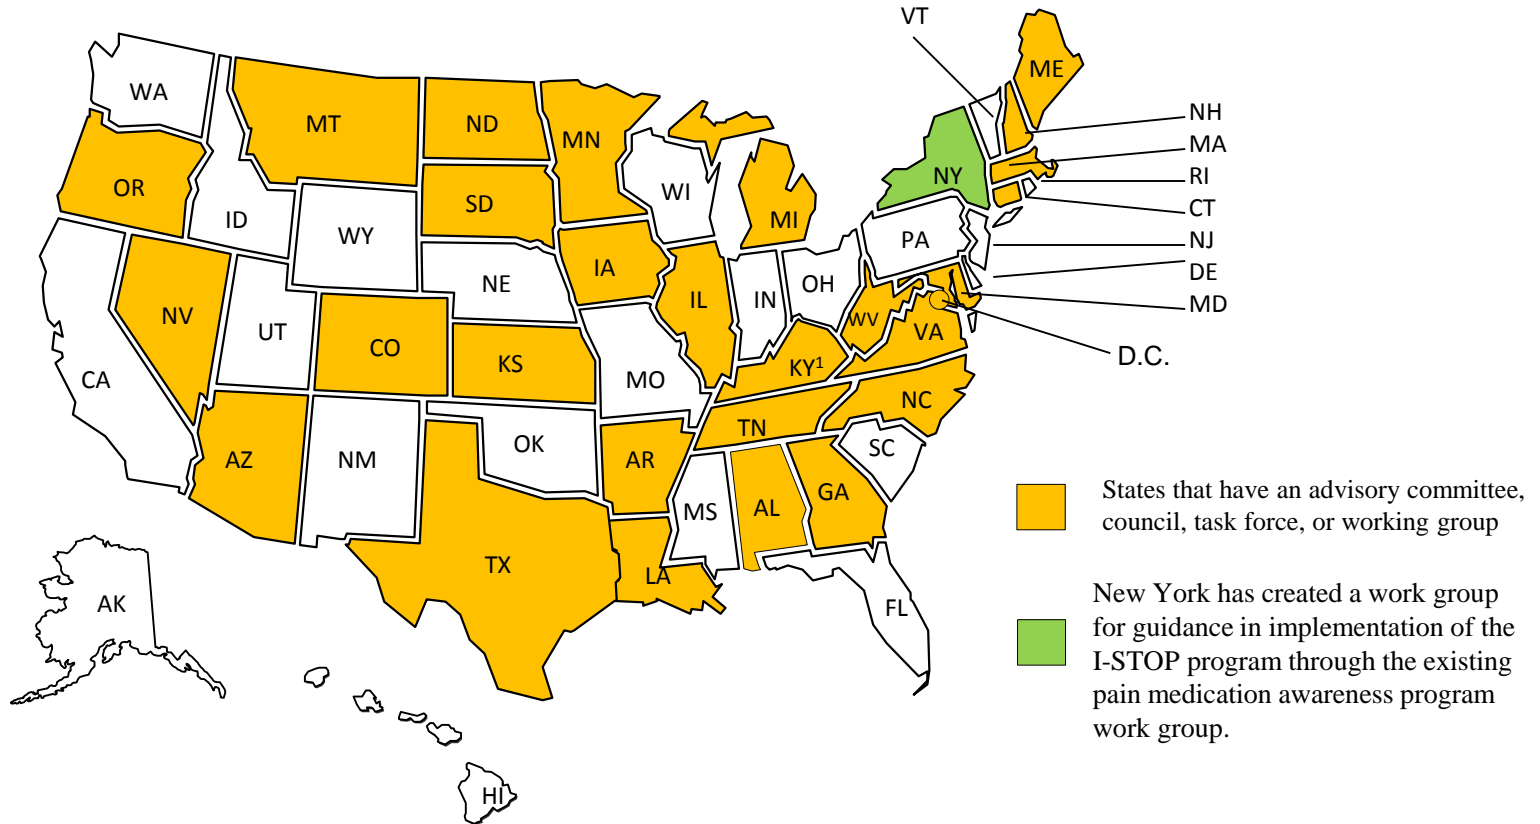 VT
ME
WA
MT
ND
MN
NH
MA
OR
ID
SD
WI
NY
RI
MI
CT
WY
PA
NJ
IA
DE
NE
OH
MD
NV
UT
CO
IL
IN
WV
VA
D.C.
KS
KY¹
CA
MO
NC
TN
OK
SC
AZ
NM
AR
GA
MS
AL
TX
LA
FL
AK
HI
States that have an advisory committee,
council, task force, or working group
New York has created a work group
for guidance in implementation of the
I-STOP program through the existing
pain medication awareness program
work group.